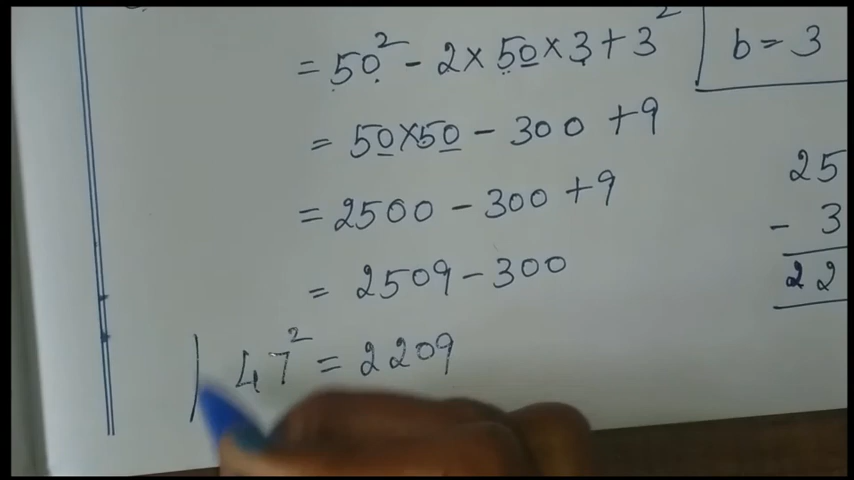 = 50² - 2 × 50 × 3 + 3²
b = 3
= 50×50 - 300 + 9
= 2500 - 300 + 9
= 2509 - 300
47² = 2209
25
- 3
22